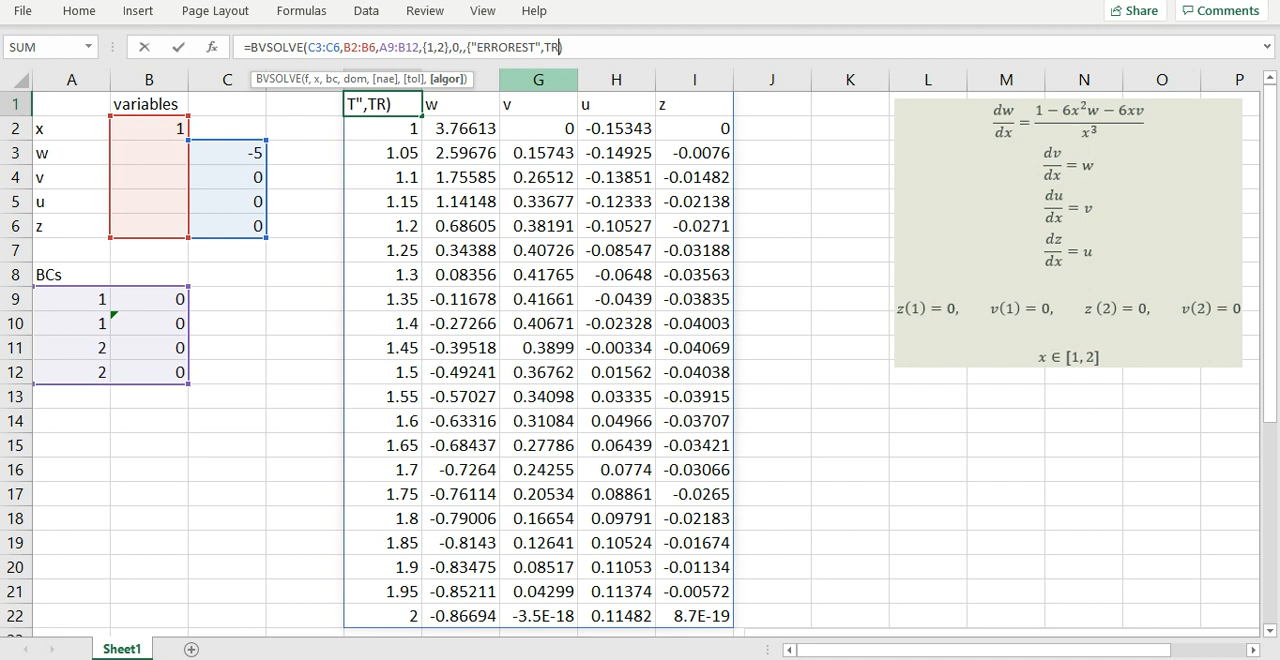 File Home Insert Page Layout Formulas Data Review View Help Share Comments
SUM fx =BVSOLVE(C3:C6,B2:B6,A9:B12,{1,2},0,,{"ERROREST",TR)
BVSOLVE(f, x, bc, dom, [nae], [tol], [algor])
A B C G H I J K L M N O P
1 variables T",TR) w v u z
2 x 1 1 3.76613 0 -0.15343 0
3 w -5 1.05 2.59676 0.15743 -0.14925 -0.0076
4 v 0 1.1 1.75585 0.26512 -0.13851 -0.01482
5 u 0 1.15 1.14148 0.33677 -0.12333 -0.02138
6 z 0 1.2 0.68605 0.38191 -0.10527 -0.0271
7 1.25 0.34388 0.40726 -0.08547 -0.03188
8 BCs 1.3 0.08356 0.41765 -0.0648 -0.03563
9 1 0 1.35 -0.11678 0.41661 -0.0439 -0.03835
10 1 0 1.4 -0.27266 0.40671 -0.02328 -0.04003
11 2 0 1.45 -0.39518 0.3899 -0.00334 -0.04069
12 2 0 1.5 -0.49241 0.36762 0.01562 -0.04038
13 1.55 -0.57027 0.34098 0.03335 -0.03915
14 1.6 -0.63316 0.31084 0.04966 -0.03707
15 1.65 -0.68437 0.27786 0.06439 -0.03421
16 1.7 -0.7264 0.24255 0.0774 -0.03066
17 1.75 -0.76114 0.20534 0.08861 -0.0265
18 1.8 -0.79006 0.16654 0.09791 -0.02183
19 1.85 -0.8143 0.12641 0.10524 -0.01674
20 1.9 -0.83475 0.08517 0.11053 -0.01134
21 1.95 -0.85211 0.04299 0.11374 -0.00572
22 2 -0.86694 -3.5E-18 0.11482 8.7E-19
dw/dx = (1 − 6x²w − 6xv)/x³
dv/dx = w
du/dx = v
dz/dx = u
z(1) = 0, v(1) = 0, z (2) = 0, v(2) = 0
x ∈ [1,2]
Sheet1